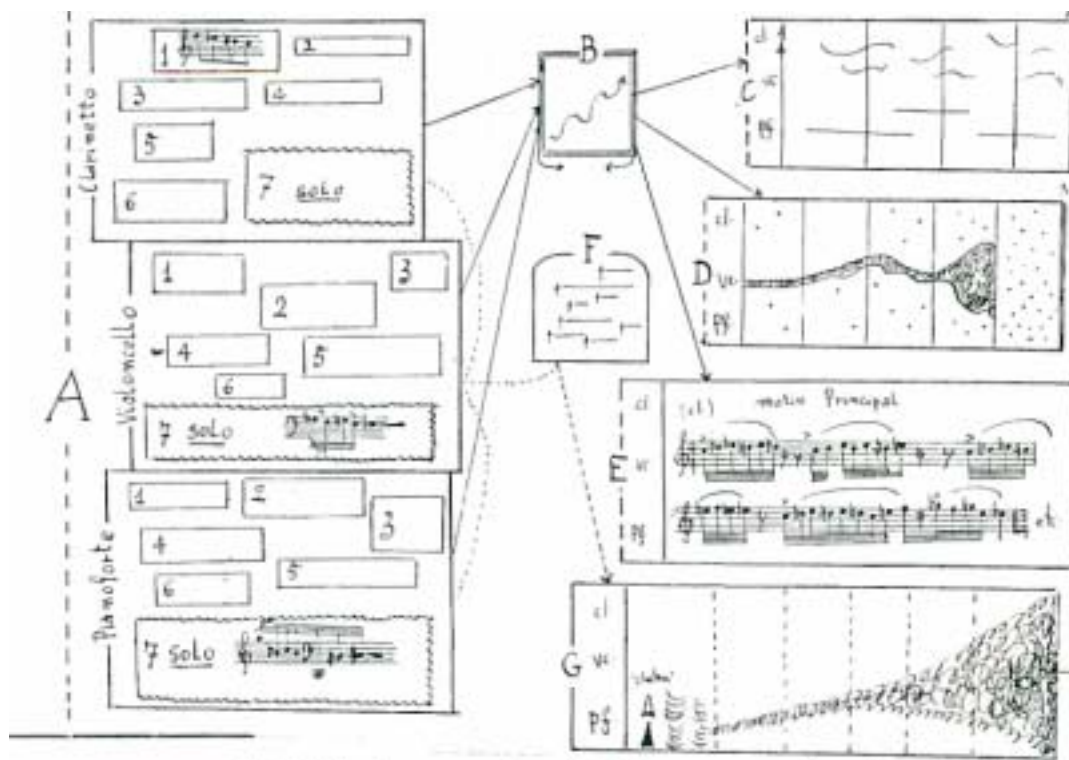 A
Clarinetto
1
2
3
4
5
6
7 SOLO
Violoncello
1
2
3
4
5
6
7 SOLO
Pianoforte
1
3
4
5
6
7 SOLO
B
F
C
cl
Pf
D
cl
vc
Pf
E
cl
vc
Pf
(cl) motivo Principal
etc
G
cl
vc
Pf